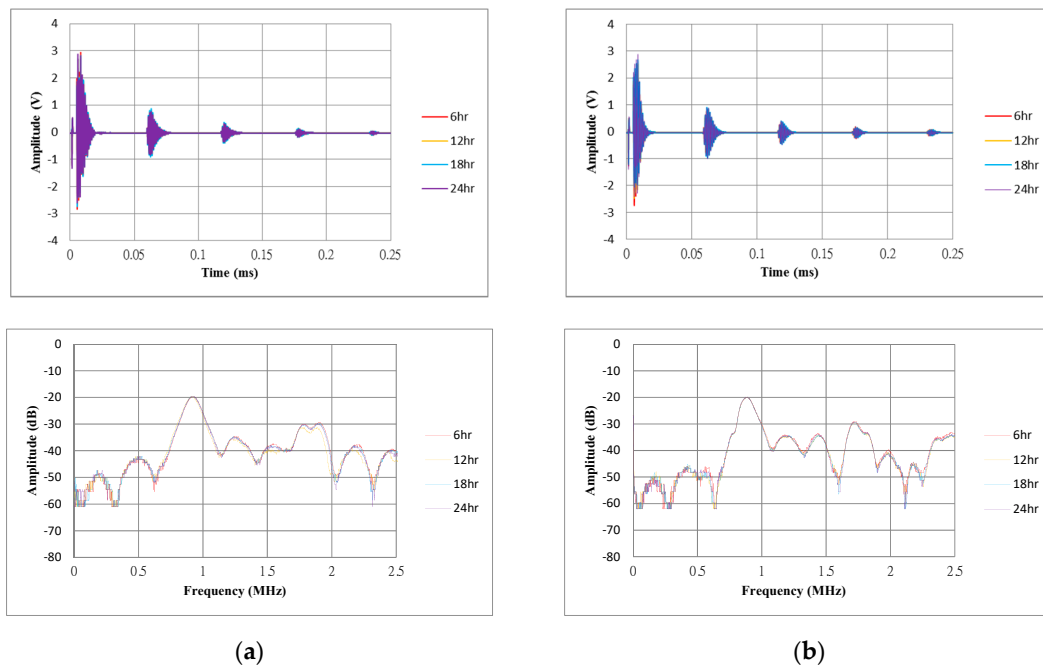 4
3
2
1
0
-1
-2
-3
-4
Amplitude (V)
0
0.05
0.1
0.15
0.2
0.25
Time (ms)
6hr
12hr
18hr
24hr
4
3
2
1
0
-1
-2
-3
-4
Amplitude (V)
0
0.05
0.1
0.15
0.2
0.25
Time (ms)
6hr
12hr
18hr
24hr
0
-10
-20
-30
-40
-50
-60
-70
-80
Amplitude (dB)
0
0.5
1
1.5
2
2.5
Frequency (MHz)
6hr
12hr
18hr
24hr
0
-10
-20
-30
-40
-50
-60
-70
-80
Amplitude (dB)
0
0.5
1
1.5
2
2.5
Frequency (MHz)
6hr
12hr
18hr
24hr
(a)
(b)